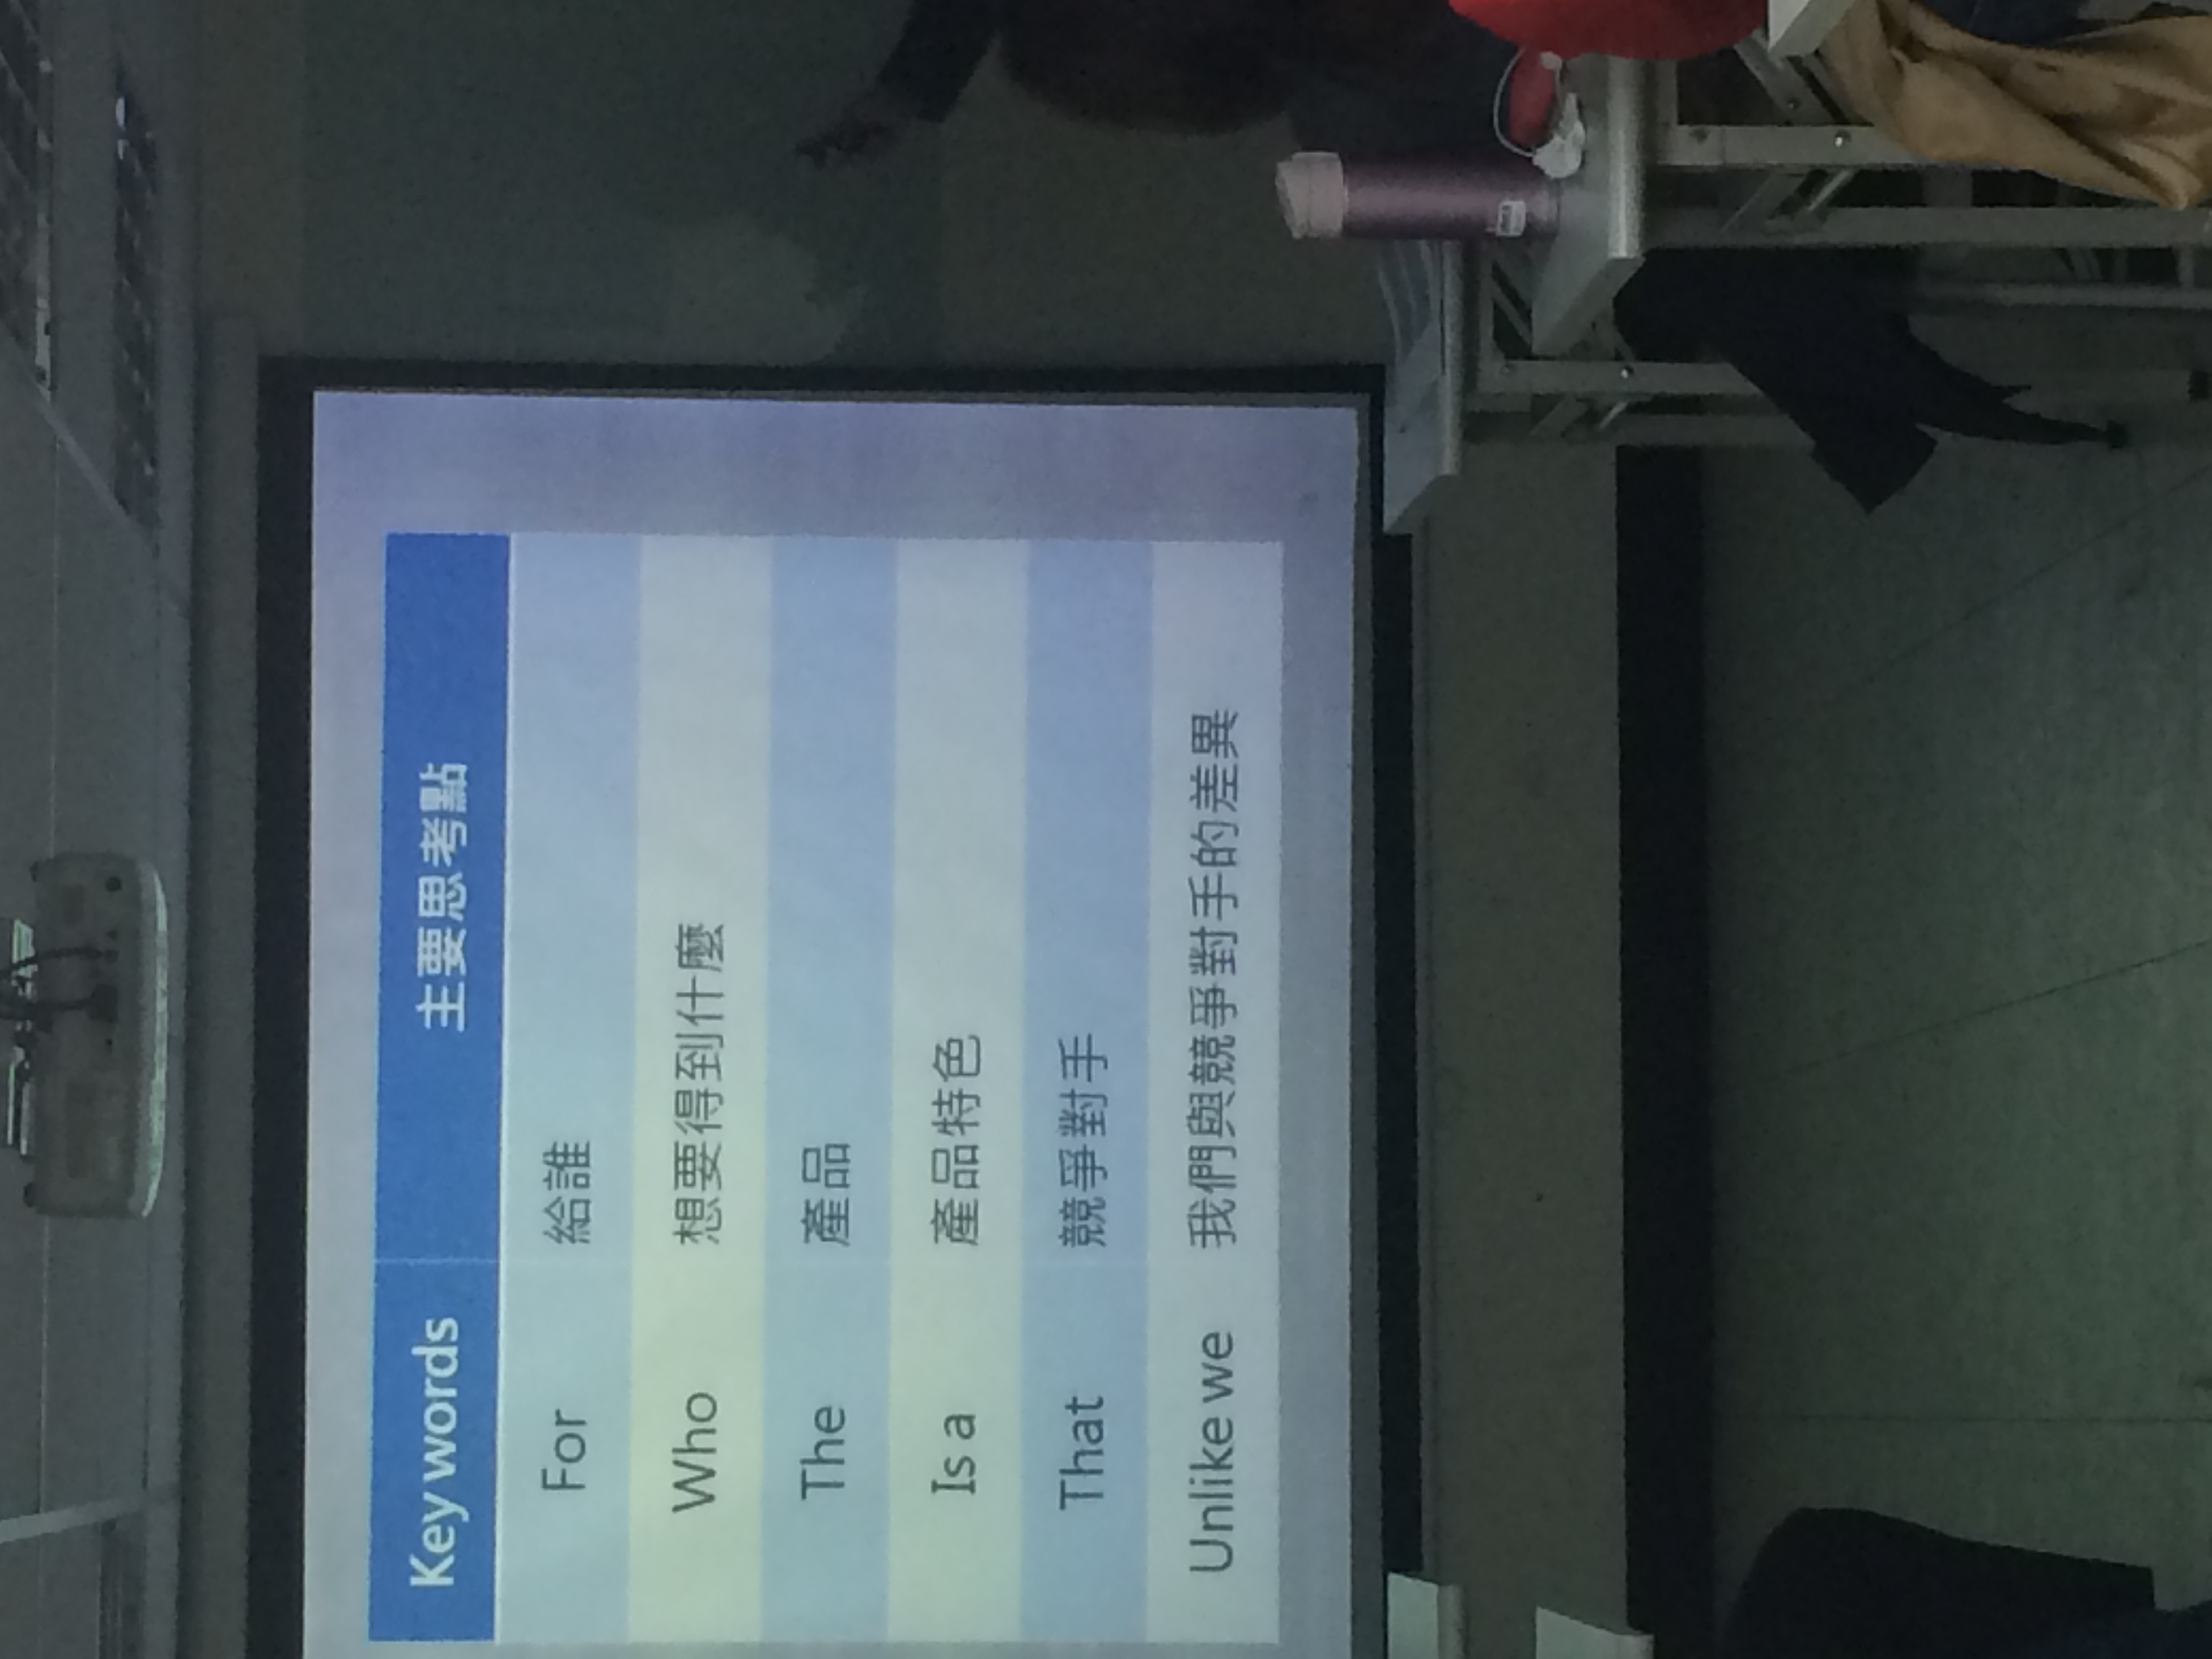 Key words 主要思考點
For 給誰
Who 想要得到什麼
The 產品
Is a 產品特色
That 競爭對手
Unlike we 我們與競爭對手的差異